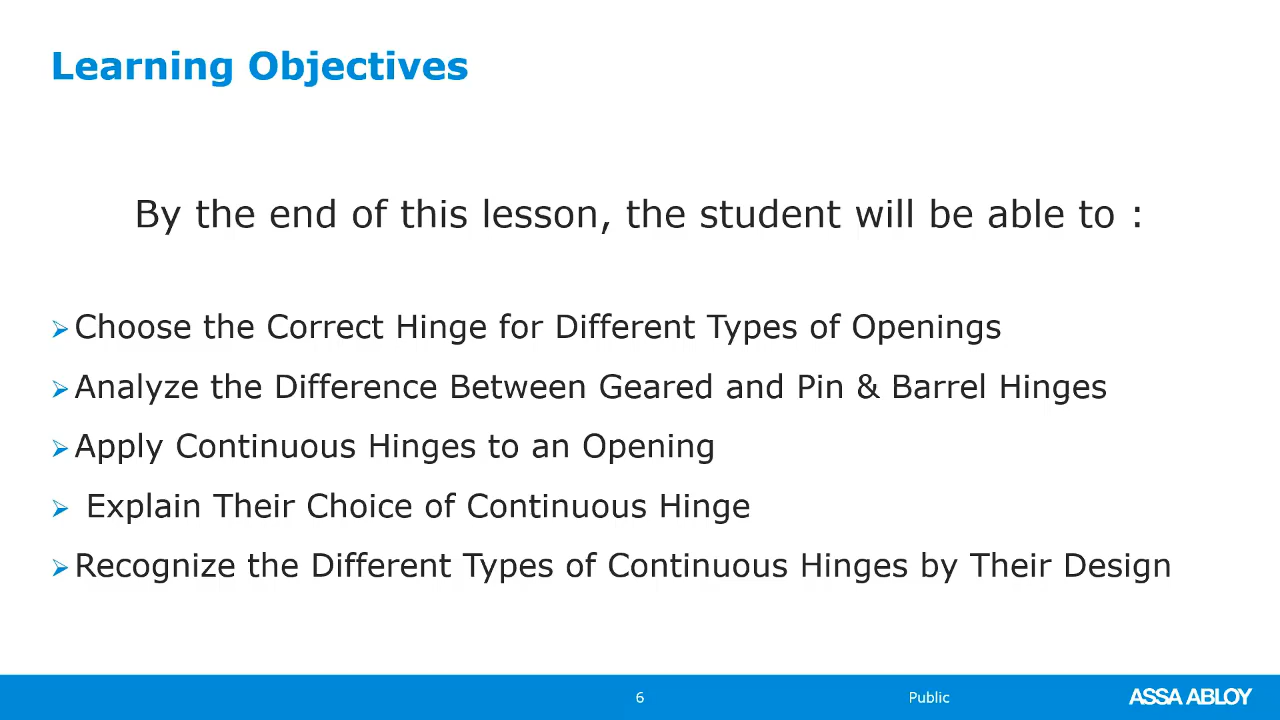 Learning Objectives
By the end of this lesson, the student will be able to :
Choose the Correct Hinge for Different Types of Openings
Analyze the Difference Between Geared and Pin & Barrel Hinges
Apply Continuous Hinges to an Opening
Explain Their Choice of Continuous Hinge
Recognize the Different Types of Continuous Hinges by Their Design
6
Public
ASSA ABLOY